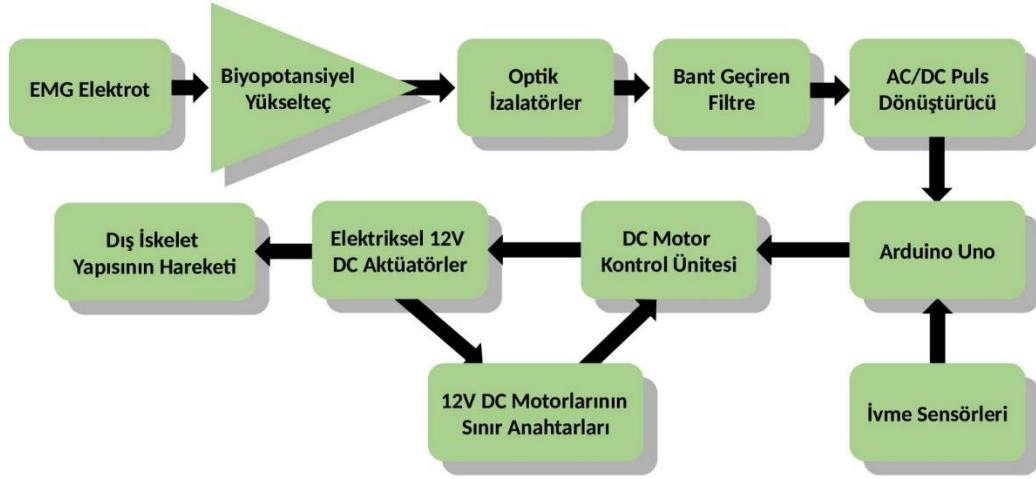 EMG Elektrot
Biyopotansiyel
Yükselteç
Optik
İzalatörler
Bant Geçiren
Filtre
AC/DC Puls
Dönüştürücü
Dış İskelet
Yapısının Hareketi
Elektriksel 12V
DC Aktüatörler
DC Motor
Kontrol Ünitesi
Arduino Uno
12V DC Motorlarının
Sınır Anahtarları
İvme Sensörleri